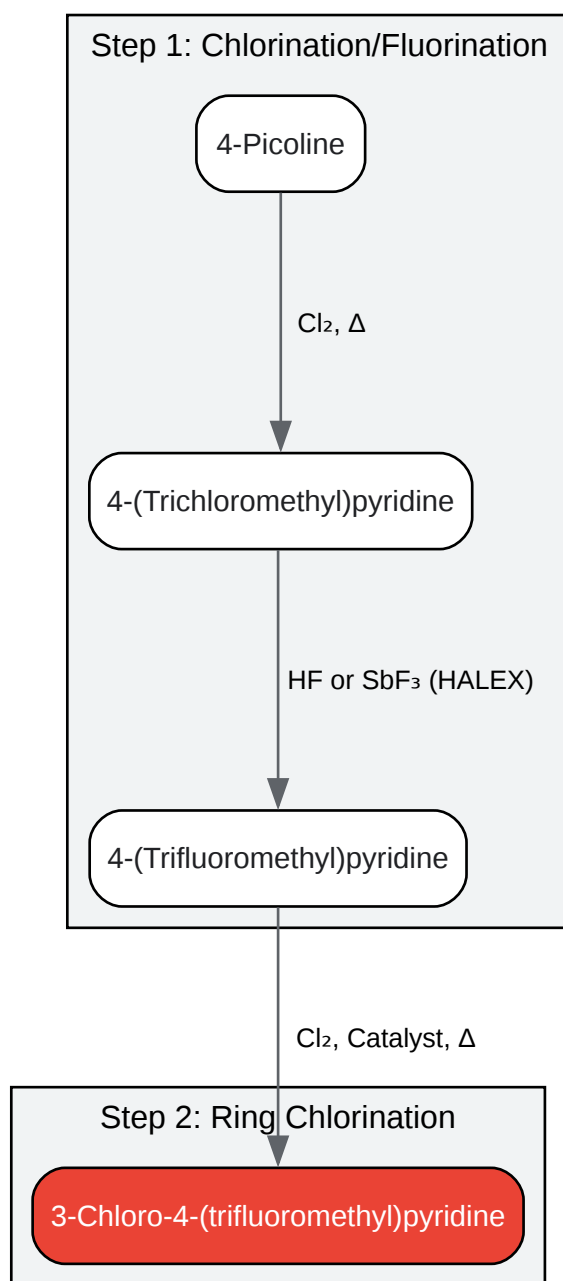 Step 1: Chlorination/Fluorination
4-Picoline
Cl₂, Δ
4-(Trichloromethyl)pyridine
HF or SbF₃ (HALEX)
4-(Trifluoromethyl)pyridine
Cl₂, Catalyst, Δ
Step 2: Ring Chlorination
3-Chloro-4-(trifluoromethyl)pyridine